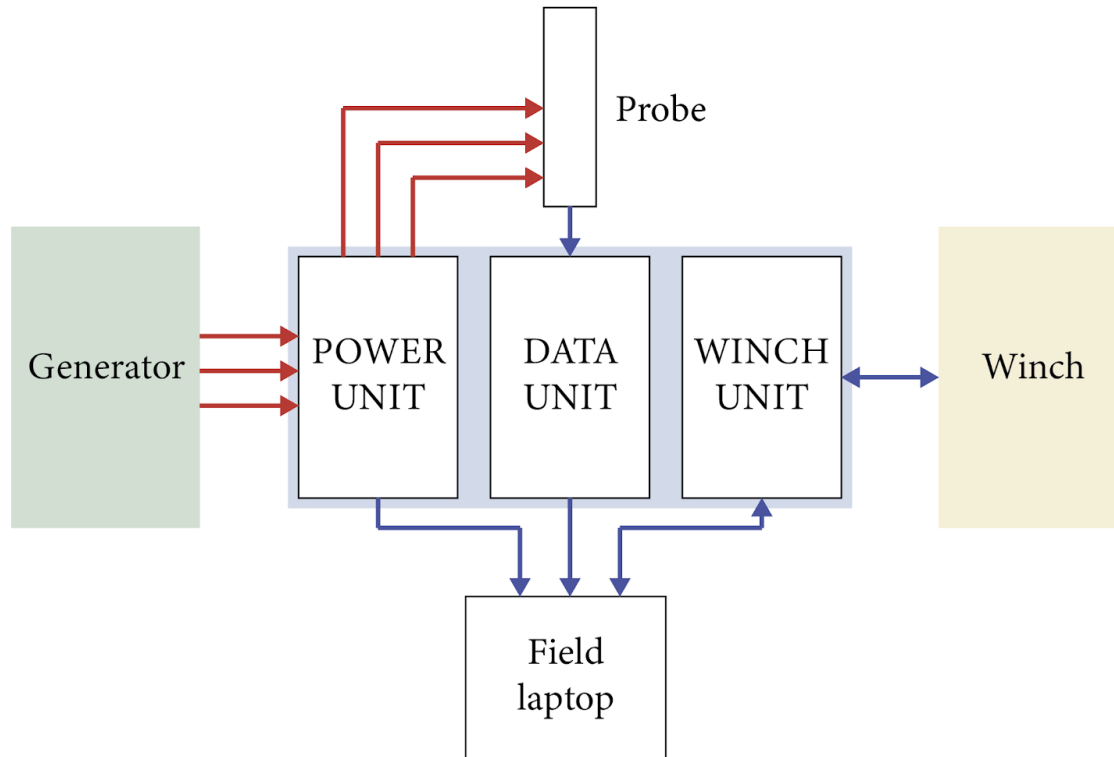 Probe
Generator
POWER
UNIT
DATA
UNIT
WINCH
UNIT
Winch
Field
laptop